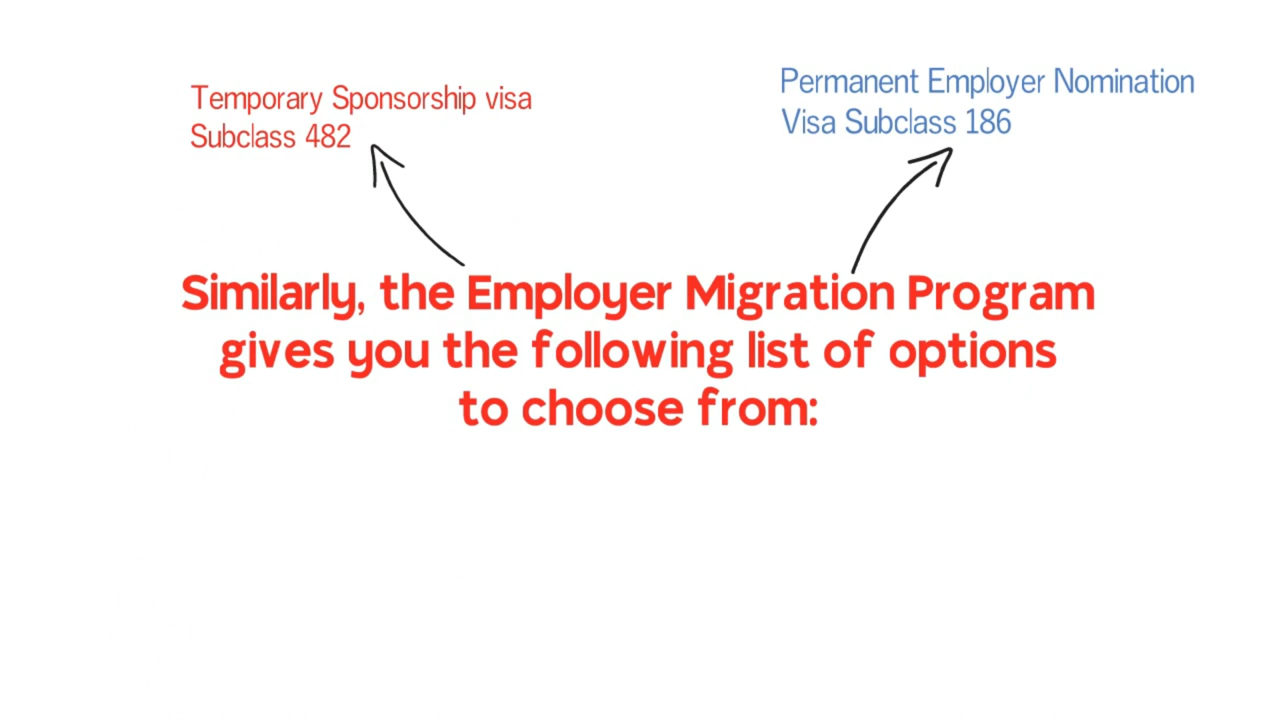 Temporary Sponsorship visa
Subclass 482
Permanent Employer Nomination
Visa Subclass 186
Similarly, the Employer Migration Program
gives you the following list of options
to choose from: